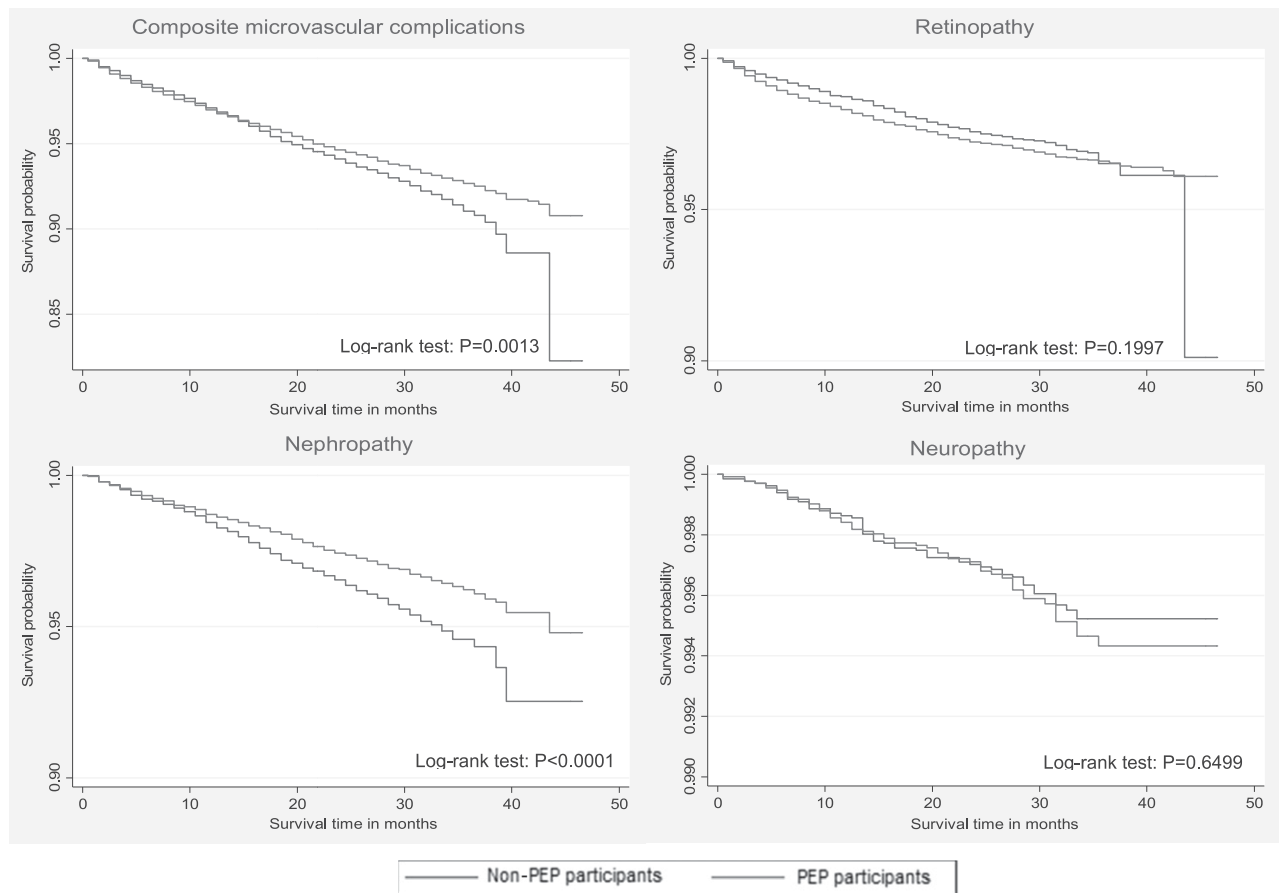 Composite microvascular complications
1.00
0.95
0.90
0.85
Survival probability
Log-rank test: P=0.0013
0 10 20 30 40 50
Survival time in months
Retinopathy
1.00
0.95
0.90
Survival probability
Log-rank test: P=0.1997
0 10 20 30 40 50
Survival time in months
Nephropathy
1.00
0.95
0.90
Survival probability
Log-rank test: P<0.0001
0 10 20 30 40 50
Survival time in months
Neuropathy
1.000
0.998
0.996
0.994
0.992
0.990
Survival probability
Log-rank test: P=0.6499
0 10 20 30 40 50
Survival time in months
Non-PEP participants PEP participants